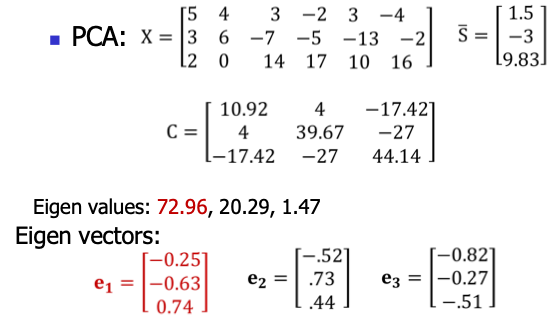 ▪ PCA: X = [5 4 3 −2 3 −4; 3 6 −7 −5 −13 −2; 2 0 14 17 10 16] S̅ = [1.5; −3; 9.83]
C = [10.92 4 −17.42; 4 39.67 −27; −17.42 −27 44.14]
Eigen values: 72.96, 20.29, 1.47
Eigen vectors:
e₁ = [−0.25; −0.63; 0.74] e₂ = [−.52; .73; .44] e₃ = [−0.82; −0.27; −.51]